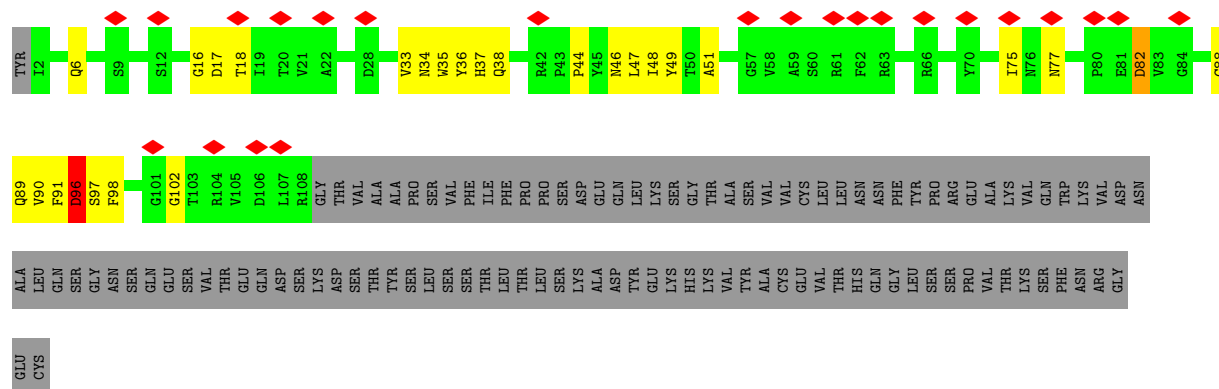 TYR I2 Q6 S9 S12 G16 D17 T18 I19 T20 V21 A22 D28 V33 N34 W35 Y36 H37 Q38 R42 P43 P44 Y45 N46 L47 I48 Y49 T50 A51 G57 V58 A59 S60 R61 F62 R63 R66 Y70 I75 N76 N77 P80 E81 D82 V83 G84 C88
Q89 V90 F91 D96 S97 F98 G101 G102 T103 R104 V105 D106 L107 R108 GLY THR VAL ALA ALA PRO SER VAL PHE ILE PHE PRO PRO SER ASP GLU GLN LEU LYS SER GLY THR ALA SER VAL VAL CYS LEU LEU ASN ASN PHE TYR PRO ARG GLU ALA LYS VAL GLN TRP LYS VAL ASP ASN
ALA LEU GLN SER GLY ASN SER GLN GLU SER VAL THR GLU GLN ASP SER LYS ASP SER THR TYR SER LEU SER SER THR LEU THR LEU SER LYS ALA ASP TYR GLU LYS HIS LYS VAL TYR ALA CYS GLU VAL THR HIS GLN GLY LEU SER SER PRO VAL THR LYS SER PHE ASN ARG GLY
GLU CYS